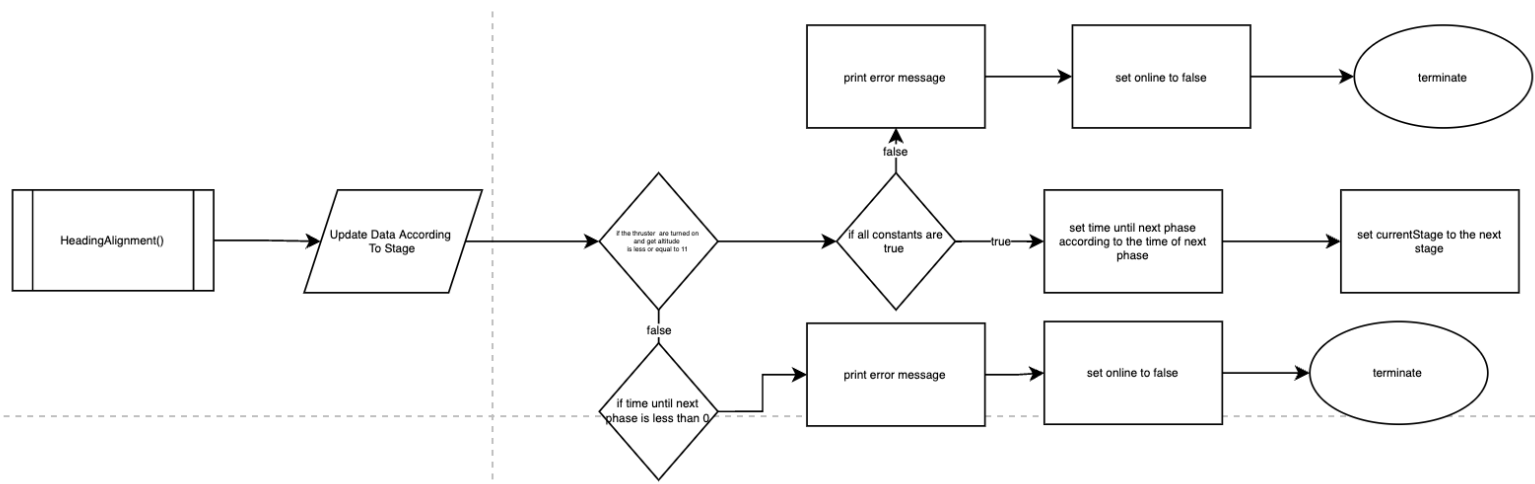 print error message
set online to false
terminate
false
HeadingAlignment()
Update Data According
To Stage
if the thruster are turned on
and get altitude
is less or equal to 11
if all constants are
true
true
set time until next phase
according to the time of next
phase
set currentStage to the next
stage
false
if time until next
phase is less than 0
print error message
set online to false
terminate